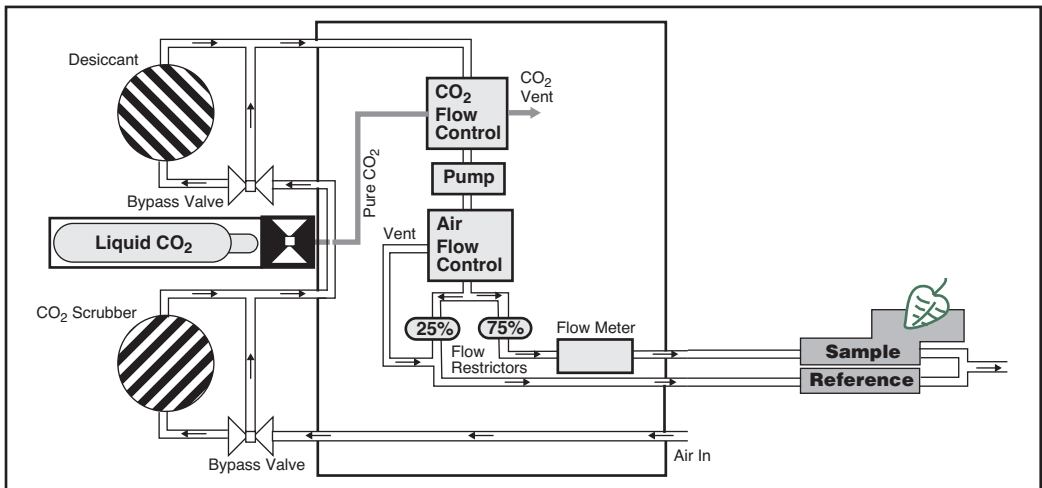 Desiccant
Bypass Valve
Pure CO2
CO2
Flow
Control
CO2
Vent
Pump
Liquid CO2
Vent
Air
Flow
Control
CO2 Scrubber
25%
75%
Flow
Restrictors
Flow Meter
Sample
Reference
Bypass Valve
Air In